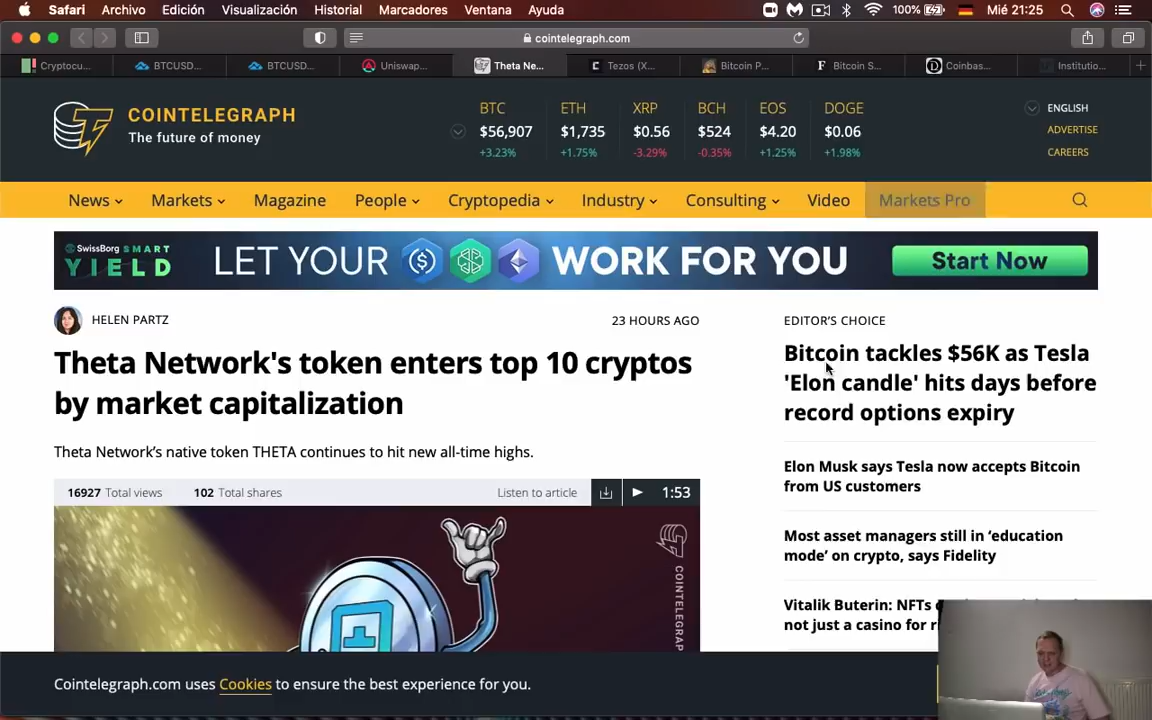 Safari Archivo Edición Visualización Historial Marcadores Ventana Ayuda 100% Mié 21:25
cointelegraph.com
Cryptocu... BTCUSD... BTCUSD... Uniswap... Theta Ne... Tezos (X... Bitcoin P... Bitcoin S... Coinbas... Institutio...
COINTELEGRAPH
The future of money
BTC ETH XRP BCH EOS DOGE
$56,907 $1,735 $0.56 $524 $4.20 $0.06
+3.23% +1.75% -3.29% -0.35% +1.25% +1.98%
ENGLISH
ADVERTISE
CAREERS
News Markets Magazine People Cryptopedia Industry Consulting Video Markets Pro
SwissBorg SMART
YIELD
LET YOUR WORK FOR YOU
Start Now
HELEN PARTZ
23 HOURS AGO
Theta Network's token enters top 10 cryptos
by market capitalization
Theta Network's native token THETA continues to hit new all-time highs.
16927 Total views 102 Total shares Listen to article 1:53
COINTELEGRAP
EDITOR'S CHOICE
Bitcoin tackles $56K as Tesla
'Elon candle' hits days before
record options expiry
Elon Musk says Tesla now accepts Bitcoin
from US customers
Most asset managers still in 'education
mode' on crypto, says Fidelity
Vitalik Buterin: NFTs
not just a casino for
Cointelegraph.com uses Cookies to ensure the best experience for you.